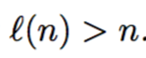 ℓ(n) > n.